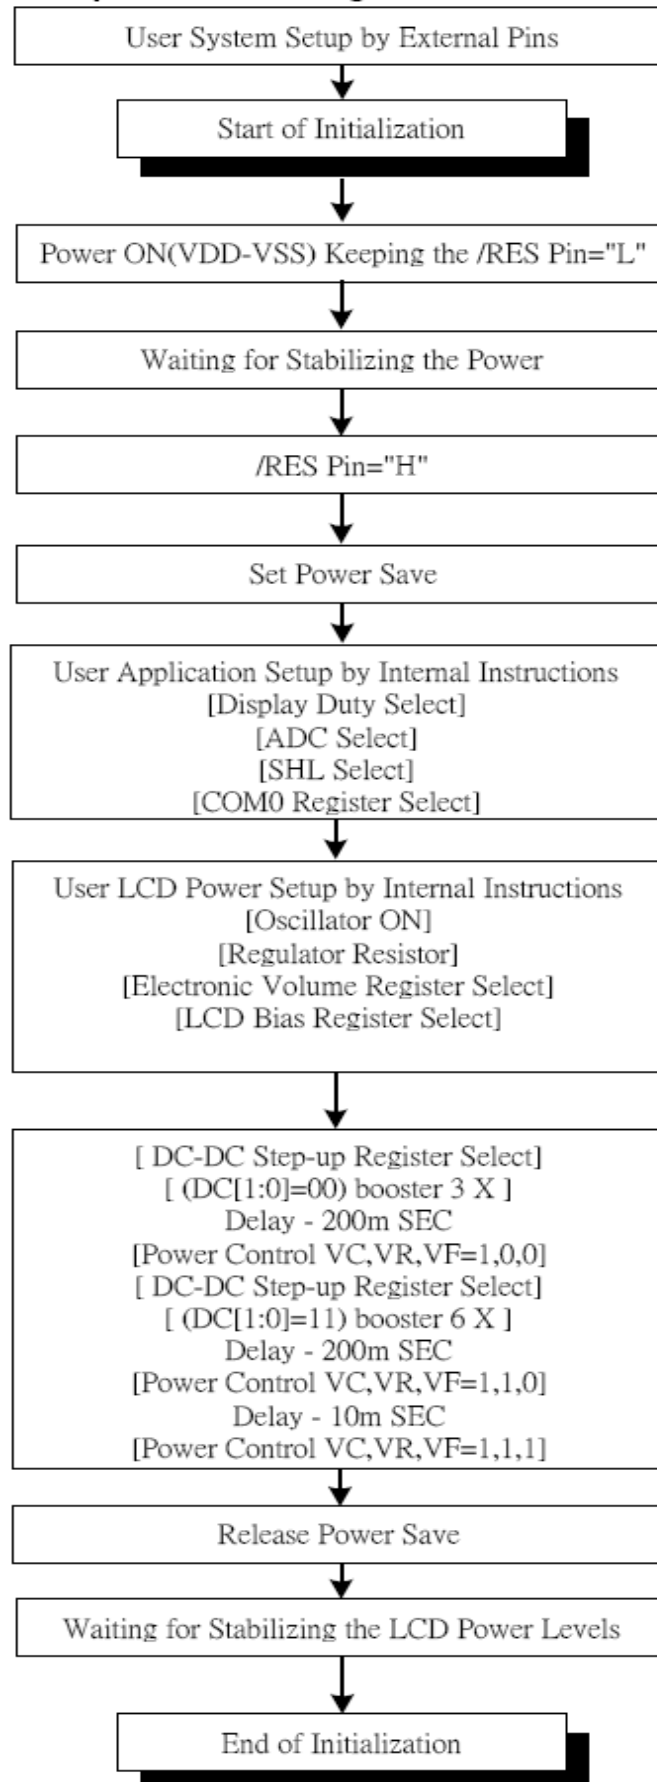 User System Setup by External Pins
Start of Initialization
Power ON(VDD-VSS) Keeping the /RES Pin="L"
Waiting for Stabilizing the Power
/RES Pin="H"
Set Power Save
User Application Setup by Internal Instructions
[Display Duty Select]
[ADC Select]
[SHL Select]
[COM0 Register Select]
User LCD Power Setup by Internal Instructions
[Oscillator ON]
[Regulator Resistor]
[Electronic Volume Register Select]
[LCD Bias Register Select]
[ DC-DC Step-up Register Select]
[ (DC[1:0]=00) booster 3 X ]
Delay - 200m SEC
[Power Control VC,VR,VF=1,0,0]
[ DC-DC Step-up Register Select]
[ (DC[1:0]=11) booster 6 X ]
Delay - 200m SEC
[Power Control VC,VR,VF=1,1,0]
Delay - 10m SEC
[Power Control VC,VR,VF=1,1,1]
Release Power Save
Waiting for Stabilizing the LCD Power Levels
End of Initialization